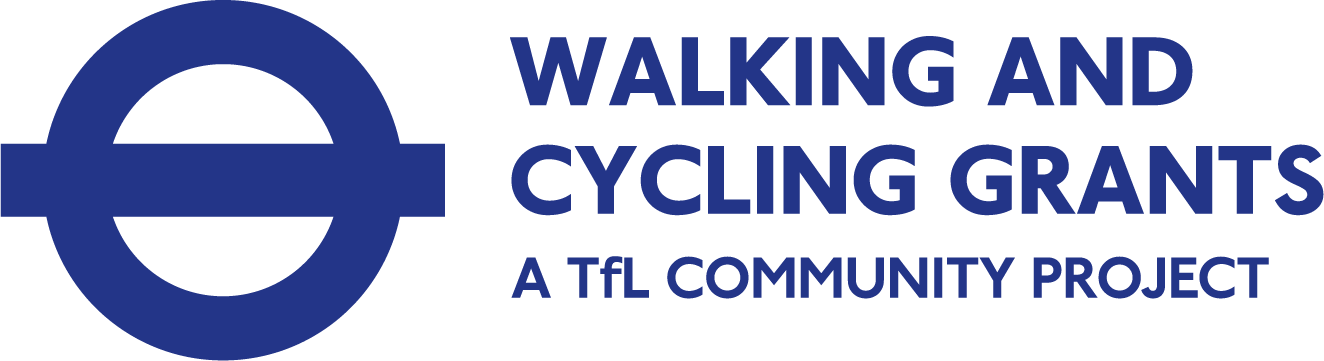 WALKING AND
CYCLING GRANTS
A TfL COMMUNITY PROJECT